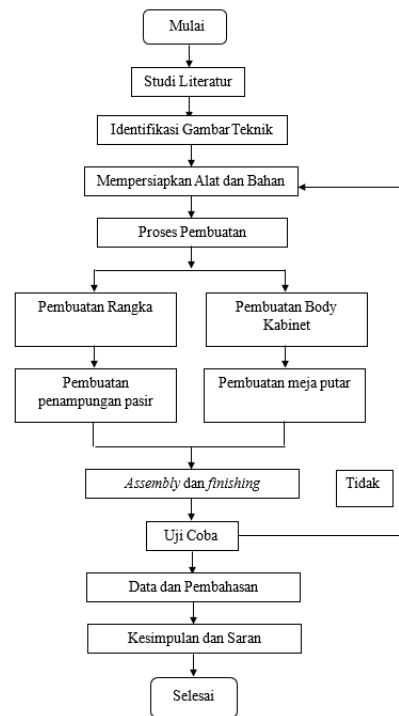 Mulai
Studi Literatur
Identifikasi Gambar Teknik
Mempersiapkan Alat dan Bahan
Proses Pembuatan
Pembuatan Rangka
Pembuatan Body
Kabinet
Pembuatan
penampungan pasir
Pembuatan meja putar
Assembly dan finishing
Tidak
Uji Coba
Data dan Pembahasan
Kesimpulan dan Saran
Selesai